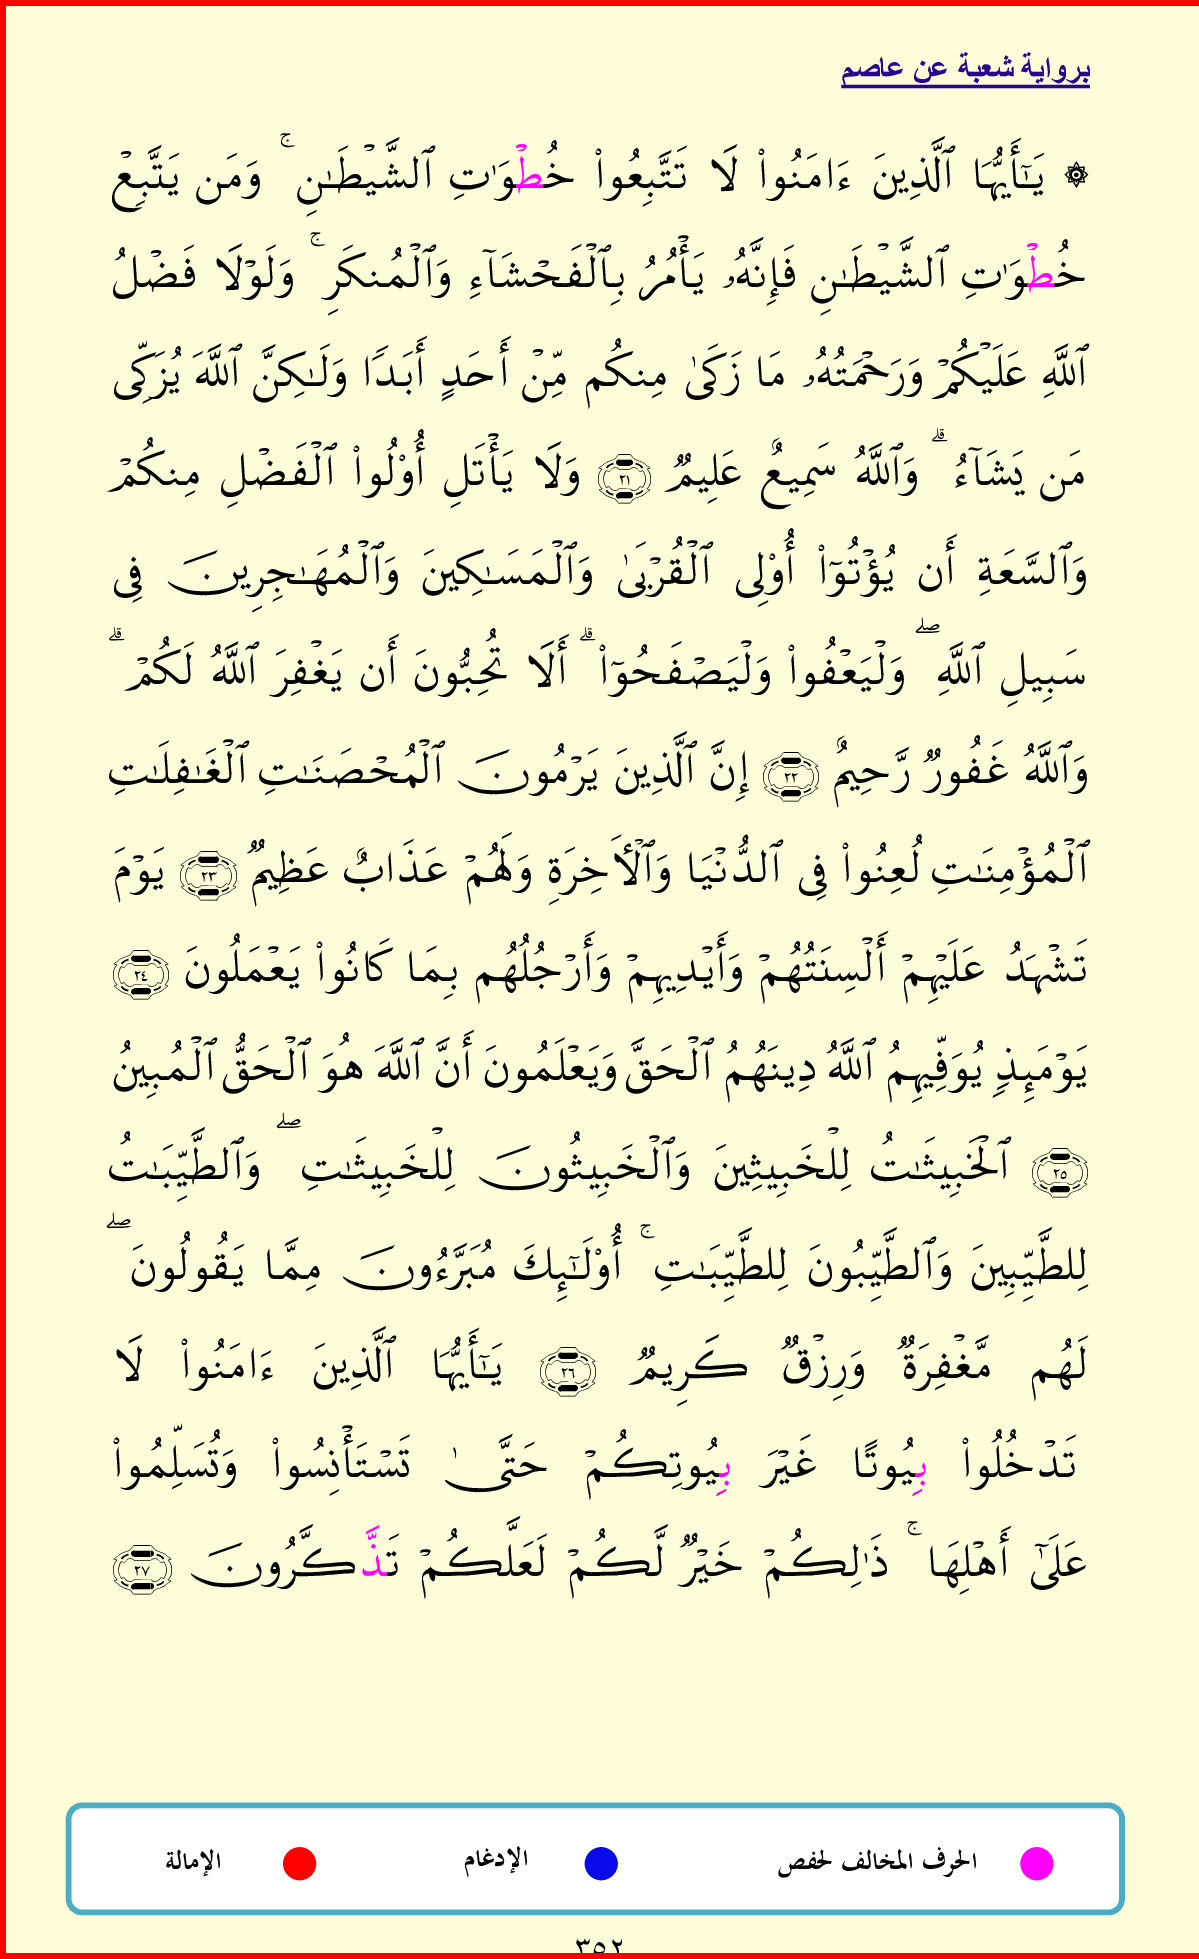 برواية شعبة عن عاصم
۞ يَـٰٓأَيُّهَا ٱلَّذِينَ ءَامَنُوا۟ لَا تَتَّبِعُوا۟ خُطْوَٰتِ ٱلشَّيْطَـٰنِ ۚ وَمَن يَتَّبِعْ
خُطْوَٰتِ ٱلشَّيْطَـٰنِ فَإِنَّهُۥ يَأْمُرُ بِٱلْفَحْشَآءِ وَٱلْمُنكَرِ ۚ وَلَوْلَا فَضْلُ
ٱللَّهِ عَلَيْكُمْ وَرَحْمَتُهُۥ مَا زَكَىٰ مِنكُم مِّنْ أَحَدٍ أَبَدًا وَلَـٰكِنَّ ٱللَّهَ يُزَكِّى
مَن يَشَآءُ ۗ وَٱللَّهُ سَمِيعٌ عَلِيمٌ ٢١ وَلَا يَأْتَلِ أُو۟لُوا۟ ٱلْفَضْلِ مِنكُمْ
وَٱلسَّعَةِ أَن يُؤْتُوٓا۟ أُو۟لِى ٱلْقُرْبَىٰ وَٱلْمَسَـٰكِينَ وَٱلْمُهَـٰجِرِينَ فِى
سَبِيلِ ٱللَّهِ ۖ وَلْيَعْفُوا۟ وَلْيَصْفَحُوٓا۟ ۗ أَلَا تُحِبُّونَ أَن يَغْفِرَ ٱللَّهُ لَكُمْ ۗ
وَٱللَّهُ غَفُورٌ رَّحِيمٌ ٢٢ إِنَّ ٱلَّذِينَ يَرْمُونَ ٱلْمُحْصَنَـٰتِ ٱلْغَـٰفِلَـٰتِ
ٱلْمُؤْمِنَـٰتِ لُعِنُوا۟ فِى ٱلدُّنْيَا وَٱلْـَٔاخِرَةِ وَلَهُمْ عَذَابٌ عَظِيمٌ ٢٣ يَوْمَ
تَشْهَدُ عَلَيْهِمْ أَلْسِنَتُهُمْ وَأَيْدِيهِمْ وَأَرْجُلُهُم بِمَا كَانُوا۟ يَعْمَلُونَ ٢٤
يَوْمَئِذٍ يُوَفِّيهِمُ ٱللَّهُ دِينَهُمُ ٱلْحَقَّ وَيَعْلَمُونَ أَنَّ ٱللَّهَ هُوَ ٱلْحَقُّ ٱلْمُبِينُ
٢٥ ٱلْخَبِيثَـٰتُ لِلْخَبِيثِينَ وَٱلْخَبِيثُونَ لِلْخَبِيثَـٰتِ ۖ وَٱلطَّيِّبَـٰتُ
لِلطَّيِّبِينَ وَٱلطَّيِّبُونَ لِلطَّيِّبَـٰتِ ۚ أُو۟لَـٰٓئِكَ مُبَرَّءُونَ مِمَّا يَقُولُونَ ۖ
لَهُم مَّغْفِرَةٌ وَرِزْقٌ كَرِيمٌ ٢٦ يَـٰٓأَيُّهَا ٱلَّذِينَ ءَامَنُوا۟ لَا
تَدْخُلُوا۟ بِيُوتًا غَيْرَ بِيُوتِكُمْ حَتَّىٰ تَسْتَأْنِسُوا۟ وَتُسَلِّمُوا۟
عَلَىٰٓ أَهْلِهَا ۚ ذَٰلِكُمْ خَيْرٌ لَّكُمْ لَعَلَّكُمْ تَذَّكَّرُونَ ٢٧
الحرف المخالف لحفص الإدغام الإمالة
٣٥٢